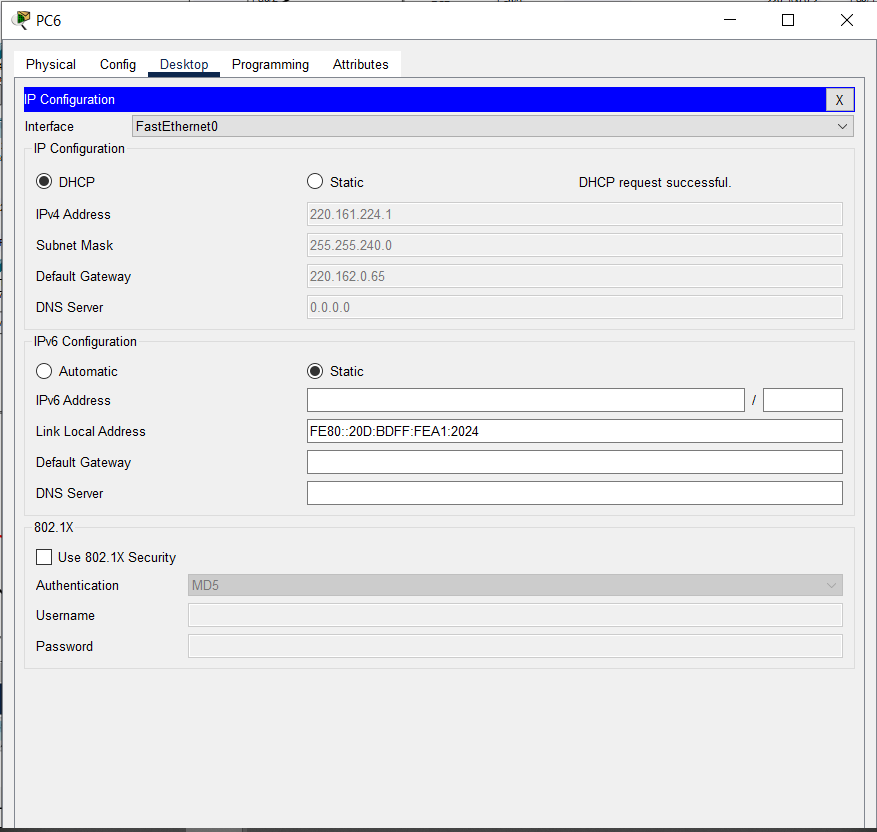 PC6
Physical Config Desktop Programming Attributes
IP Configuration X
Interface FastEthernet0
IP Configuration
DHCP Static DHCP request successful.
IPv4 Address 220.161.224.1
Subnet Mask 255.255.240.0
Default Gateway 220.162.0.65
DNS Server 0.0.0.0
IPv6 Configuration
Automatic Static
IPv6 Address /
Link Local Address FE80::20D:BDFF:FEA1:2024
Default Gateway
DNS Server
802.1X
Use 802.1X Security
Authentication MD5
Username
Password